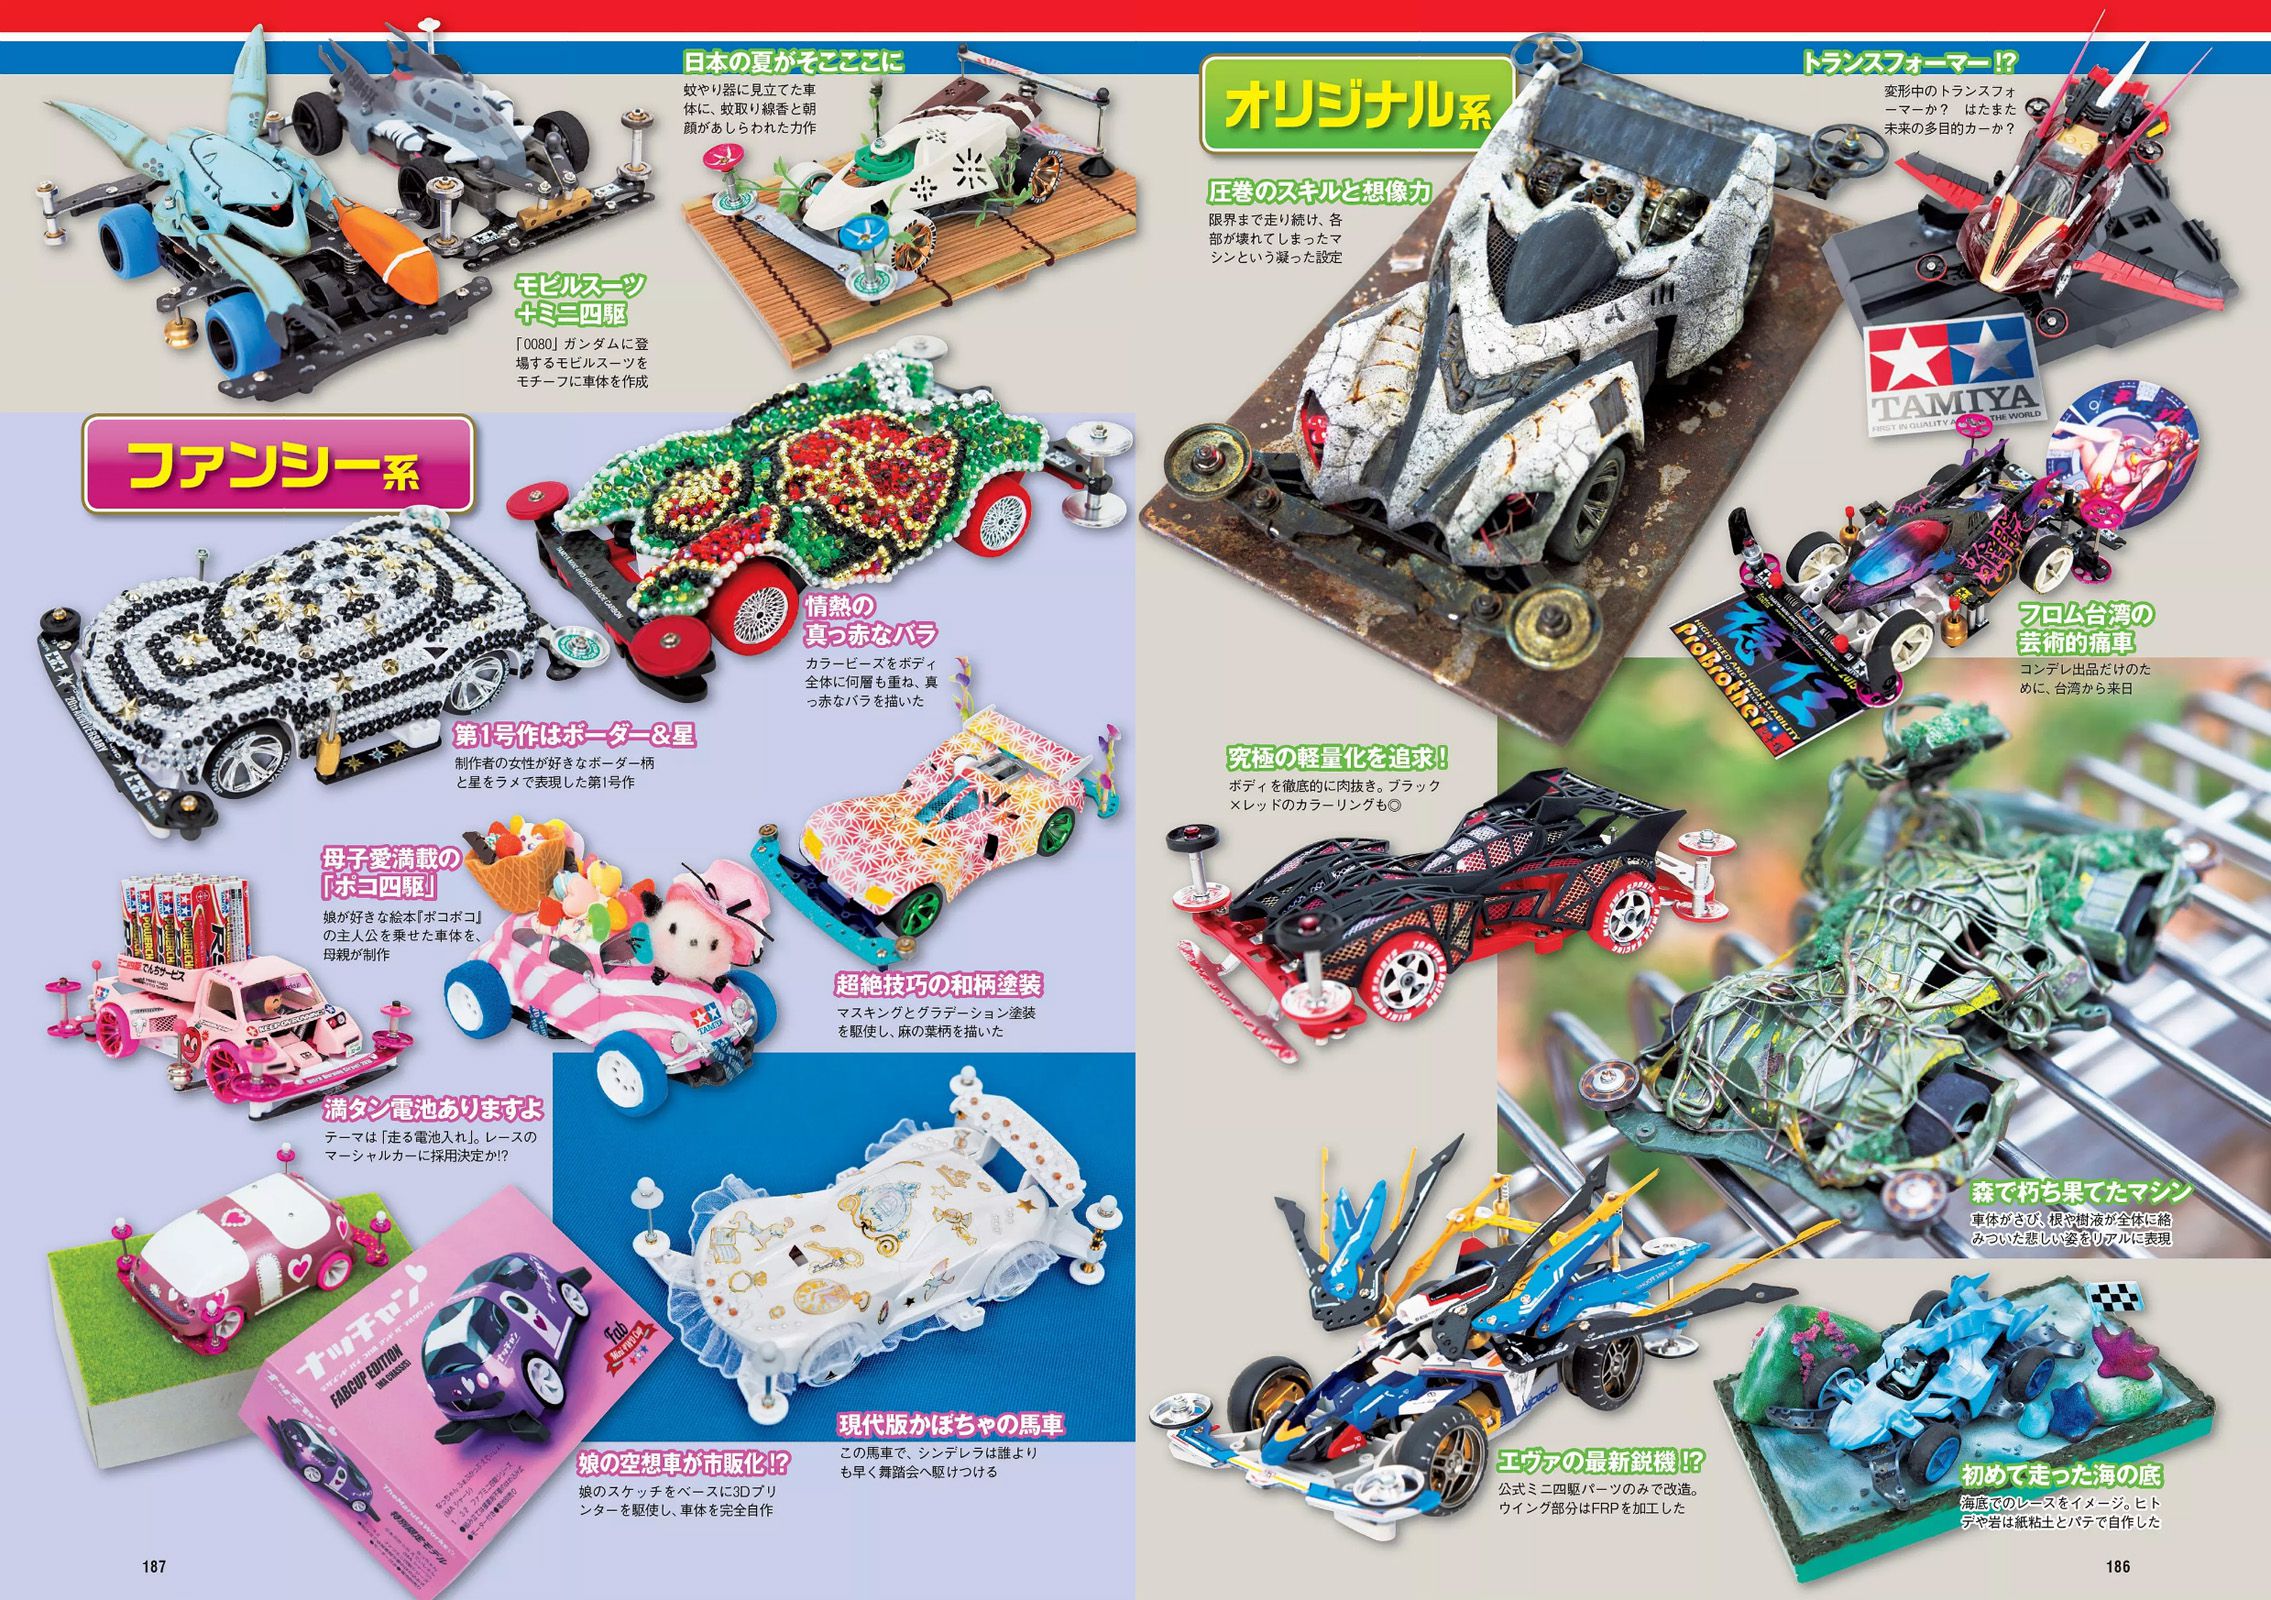 オリジナル系
圧巻のスキルと想像力
限界まで走り続け、各
部が壊れてしまったマ
シンという凝った設定
トランスフォーマー!?
変形中のトランスフォ
ーマーか？　はたまた
未来の多目的カーか？
TAMIYA
FIRST IN QUALITY
THE WORLD
フロム台湾の
芸術的痛車
コンデレ出品だけのた
めに、台湾から来日
HIGH SPEED AND HIGH STABILITY
ProBrother
究極の軽量化を追求!
ボディを徹底的に肉抜き。ブラック
×レッドのカラーリングも◎
森で朽ち果てたマシン
車体がさび、根や樹液が全体に絡
みついた悲しい姿をリアルに表現
エヴァの最新鋭機!?
公式ミニ四駆パーツのみで改造。
ウイング部分はFRPを加工した
初めて走った海の底
海底でのレースをイメージ。ヒト
デや岩は紙粘土とパテで自作した
186
日本の夏がそこここに
蚊やり器に見立てた車
体に、蚊取り線香と朝
顔があしらわれた力作
モビルスーツ
＋ミニ四駆
「0080」ガンダムに登
場するモビルスーツを
モチーフに車体を作成
ファンシー系
情熱の
真っ赤なバラ
カラービーズをボディ
全体に何層も重ね、真
っ赤なバラを描いた
第1号作はボーダー&星
制作者の女性が好きなボーダー柄
と星をラメで表現した第1号作
母子愛満載の
「ポコ四駆」
娘が好きな絵本『ポコポコ』
の主人公を乗せた車体を、
母親が制作
超絶技巧の和柄塗装
マスキングとグラデーション塗装
を駆使し、麻の葉柄を描いた
でんちサービス
TAMIYA
満タン電池ありますよ
テーマは「走る電池入れ」。レースの
マーシャルカーに採用決定か!?
ナッチャン
FABCUP EDITION
(MA CHASSIS)
Fab
Mini 4WD Cup
特別限定モデル
娘の空想車が市販化!?
娘のスケッチをベースに3Dプリ
ンターを駆使し、車体を完全自作
現代版かぼちゃの馬車
この馬車で、シンデレラは誰より
も早く舞踏会へ駆けつける
187